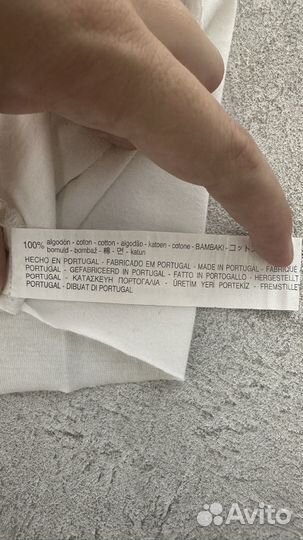 100% algodón - coton - cotton - algodão - katoen - cotone - BAMBAKI - コット
bomuld - bombaž - 棉 - 면 - katun
HECHO EN PORTUGAL - FABRICADO EM PORTUGAL - MADE IN PORTUGAL - FABRIQUÉ
PORTUGAL - GEFABRICEERD IN PORTUGAL - FATTO IN PORTOGALLO - HERGESTELLT
PORTUGAL - ΚΑΤΑΣΚΕΥΗ ΠΟΡΤΟΓΑΛΙΑ - ÜRETİM YERİ PORTEKİZ - FREMSTILLET
PORTUGAL - DIBUAT DI PORTUGAL
Avito